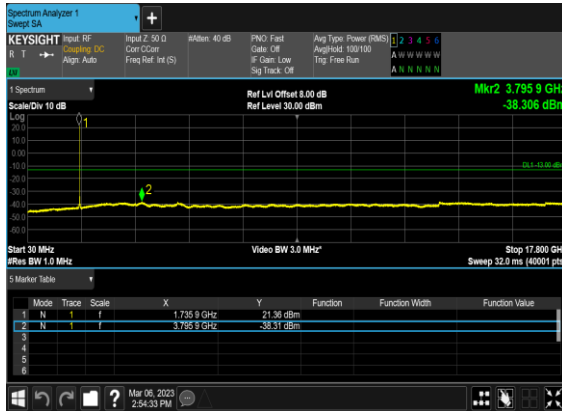 Spectrum Analyzer 1
Swept SA
+
KEYSIGHT Input: RF Input Z: 50 Ω #Atten: 40 dB PNO: Fast Avg Type: Power (RMS) 1 2 3 4 5 6
R T Coupling: DC Corr CCorr Gate: Off Avg|Hold: 100/100 A W W W W W
Align: Auto Freq Ref: Int (S) IF Gain: Low Trig: Free Run
Sig Track: Off A N N N N N
1 Spectrum Mkr2 3.795 9 GHz
Ref Lvl Offset 8.00 dB
Scale/Div 10 dB Ref Level 30.00 dBm -38.306 dBm
Log
1
20.0
10.0
0.00
-10.0
DL1 -13.00 dBm
-20.0
-30.0
2
-40.0
-50.0
-60.0
Start 30 MHz Video BW 3.0 MHz* Stop 17.800 GH
#Res BW 1.0 MHz Sweep 32.0 ms (40001 pts
5 Marker Table
Mode Trace Scale X Y Function Function Width Function Value
1 N 1 f 1.735 9 GHz 21.36 dBm
2 N 1 f 3.795 9 GHz -38.31 dBm
3
4
5
6
? Mar 06, 2023
2:54:33 PM